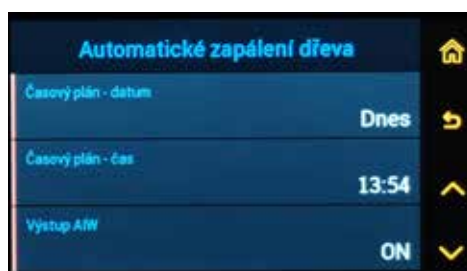 Automatické zapálení dřeva
Časový plán - datum
Dnes
Časový plán - čas
13:54
Výstup AIW
ON